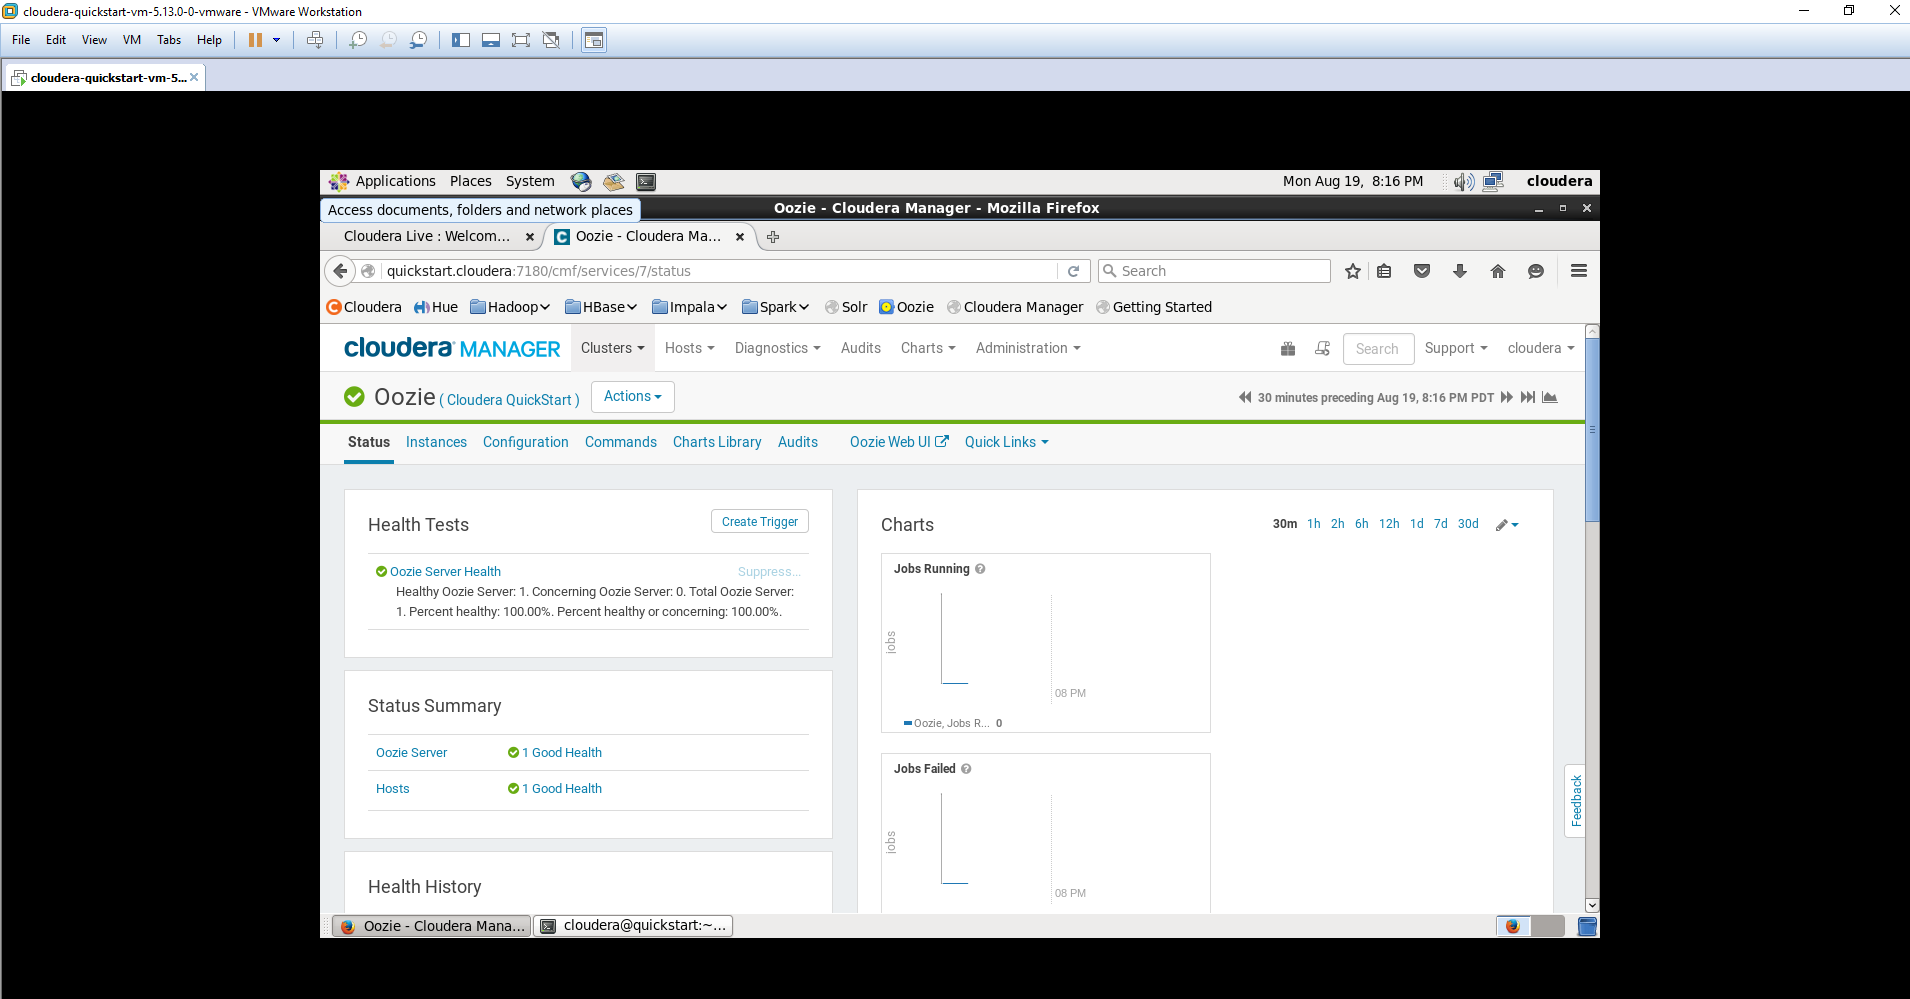 cloudera-quickstart-vm-5.13.0-0-vmware - VMware Workstation
File Edit View VM Tabs Help
cloudera-quickstart-vm-5...
Applications Places System Mon Aug 19, 8:16 PM cloudera
Access documents, folders and network places
Oozie - Cloudera Manager - Mozilla Firefox
Cloudera Live : Welcom... Oozie - Cloudera Ma...
quickstart.cloudera:7180/cmf/services/7/status Search
Cloudera Hue Hadoop HBase Impala Spark Solr Oozie Cloudera Manager Getting Started
cloudera MANAGER Clusters Hosts Diagnostics Audits Charts Administration Search Support cloudera
Oozie ( Cloudera QuickStart ) Actions 30 minutes preceding Aug 19, 8:16 PM PDT
Status Instances Configuration Commands Charts Library Audits Oozie Web UI Quick Links
Health Tests Create Trigger
Oozie Server Health Suppress...
Healthy Oozie Server: 1. Concerning Oozie Server: 0. Total Oozie Server:
1. Percent healthy: 100.00%. Percent healthy or concerning: 100.00%.
Status Summary
Oozie Server 1 Good Health
Hosts 1 Good Health
Health History
Charts 30m 1h 2h 6h 12h 1d 7d 30d
Jobs Running
jobs
08 PM
Oozie, Jobs R... 0
Jobs Failed
jobs
08 PM
Feedback
Oozie - Cloudera Mana... cloudera@quickstart:~...